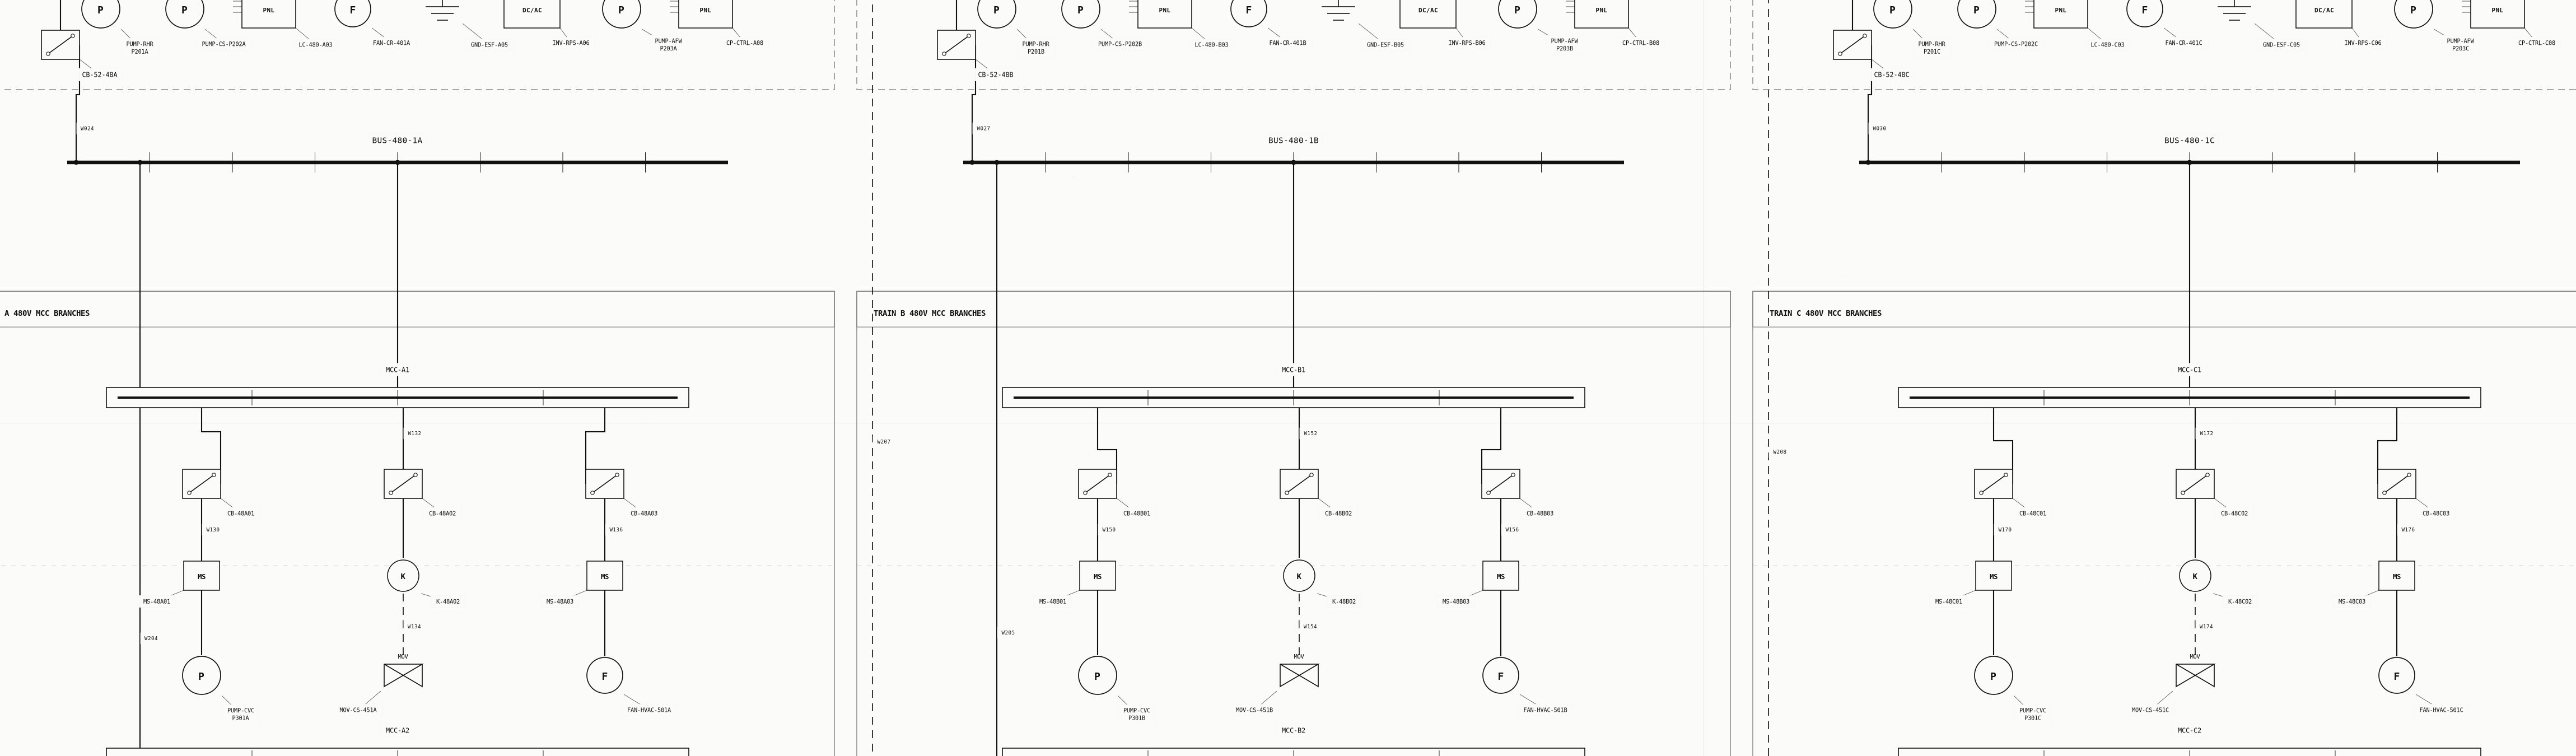 P P PNL F DC/AC P PNL P P PNL F DC/AC P PNL P P PNL F DC/AC P PNL
PUMP-RHR PUMP-CS-P202A LC-480-A03 FAN-CR-401A GND-ESF-A05 INV-RPS-A06 PUMP-AFW CP-CTRL-A08 PUMP-RHR PUMP-CS-P202B LC-480-B03 FAN-CR-401B GND-ESF-B05 INV-RPS-B06 PUMP-AFW CP-CTRL-B08 PUMP-RHR PUMP-CS-P202C LC-480-C03 FAN-CR-401C GND-ESF-C05 INV-RPS-C06 PUMP-AFW CP-CTRL-C08
P201A P203A P201B P203B P201C P203C
CB-52-48A CB-52-48B CB-52-48C
W024 W027 W030
BUS-480-1A BUS-480-1B BUS-480-1C
A 480V MCC BRANCHES TRAIN B 480V MCC BRANCHES TRAIN C 480V MCC BRANCHES
MCC-A1 MCC-B1 MCC-C1
W132 W152 W172
W207 W208
CB-48A01 CB-48A02 CB-48A03 CB-48B01 CB-48B02 CB-48B03 CB-48C01 CB-48C02 CB-48C03
W130 W136 W150 W156 W170 W176
MS K MS MS K MS MS K MS
MS-48A01 K-48A02 MS-48A03 MS-48B01 K-48B02 MS-48B03 MS-48C01 K-48C02 MS-48C03
W134 W154 W174
W204 W205
MOV MOV MOV
P F P F P F
PUMP-CVC MOV-CS-451A FAN-HVAC-501A PUMP-CVC MOV-CS-451B FAN-HVAC-501B PUMP-CVC MOV-CS-451C FAN-HVAC-501C
P301A P301B P301C
MCC-A2 MCC-B2 MCC-C2